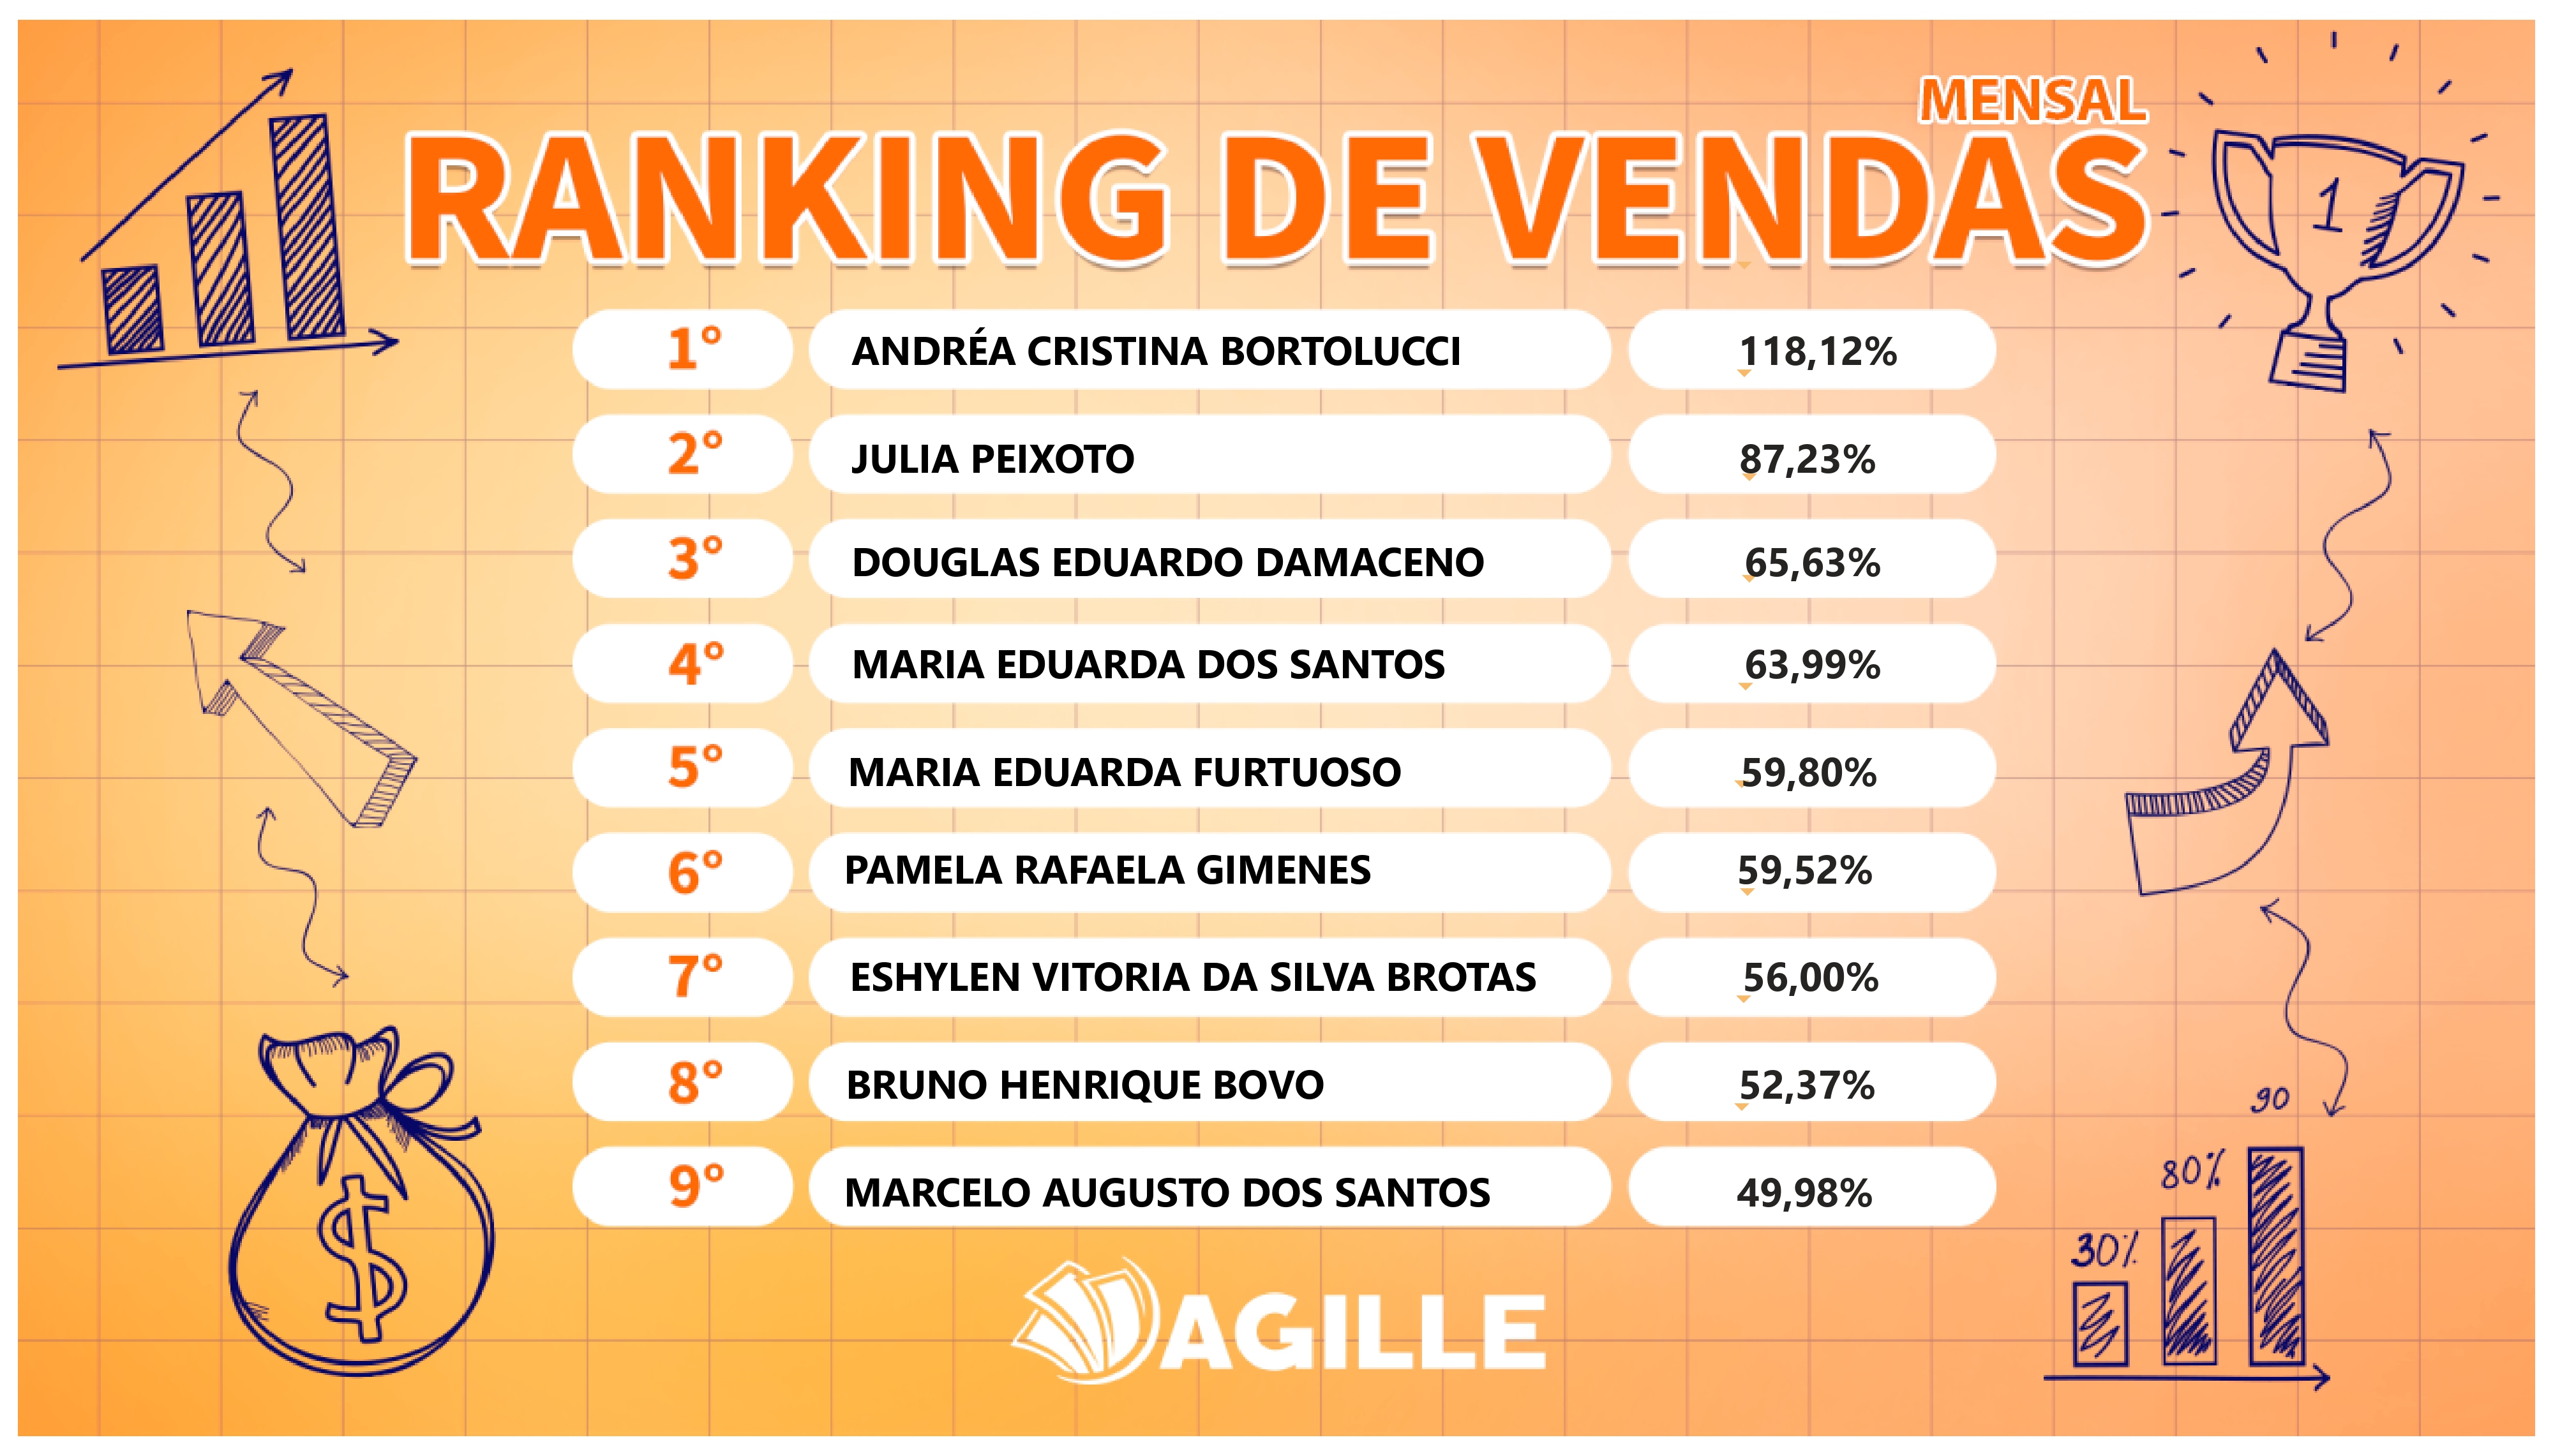 MENSAL
RANKING DE VENDAS
1
1° ANDRÉA CRISTINA BORTOLUCCI 118,12%
2° JULIA PEIXOTO 87,23%
3° DOUGLAS EDUARDO DAMACENO 65,63%
4° MARIA EDUARDA DOS SANTOS 63,99%
5° MARIA EDUARDA FURTUOSO 59,80%
6° PAMELA RAFAELA GIMENES 59,52%
7° ESHYLEN VITORIA DA SILVA BROTAS 56,00%
8° BRUNO HENRIQUE BOVO 52,37%
9° MARCELO AUGUSTO DOS SANTOS 49,98%
$
30%
80%
90
AGILLE